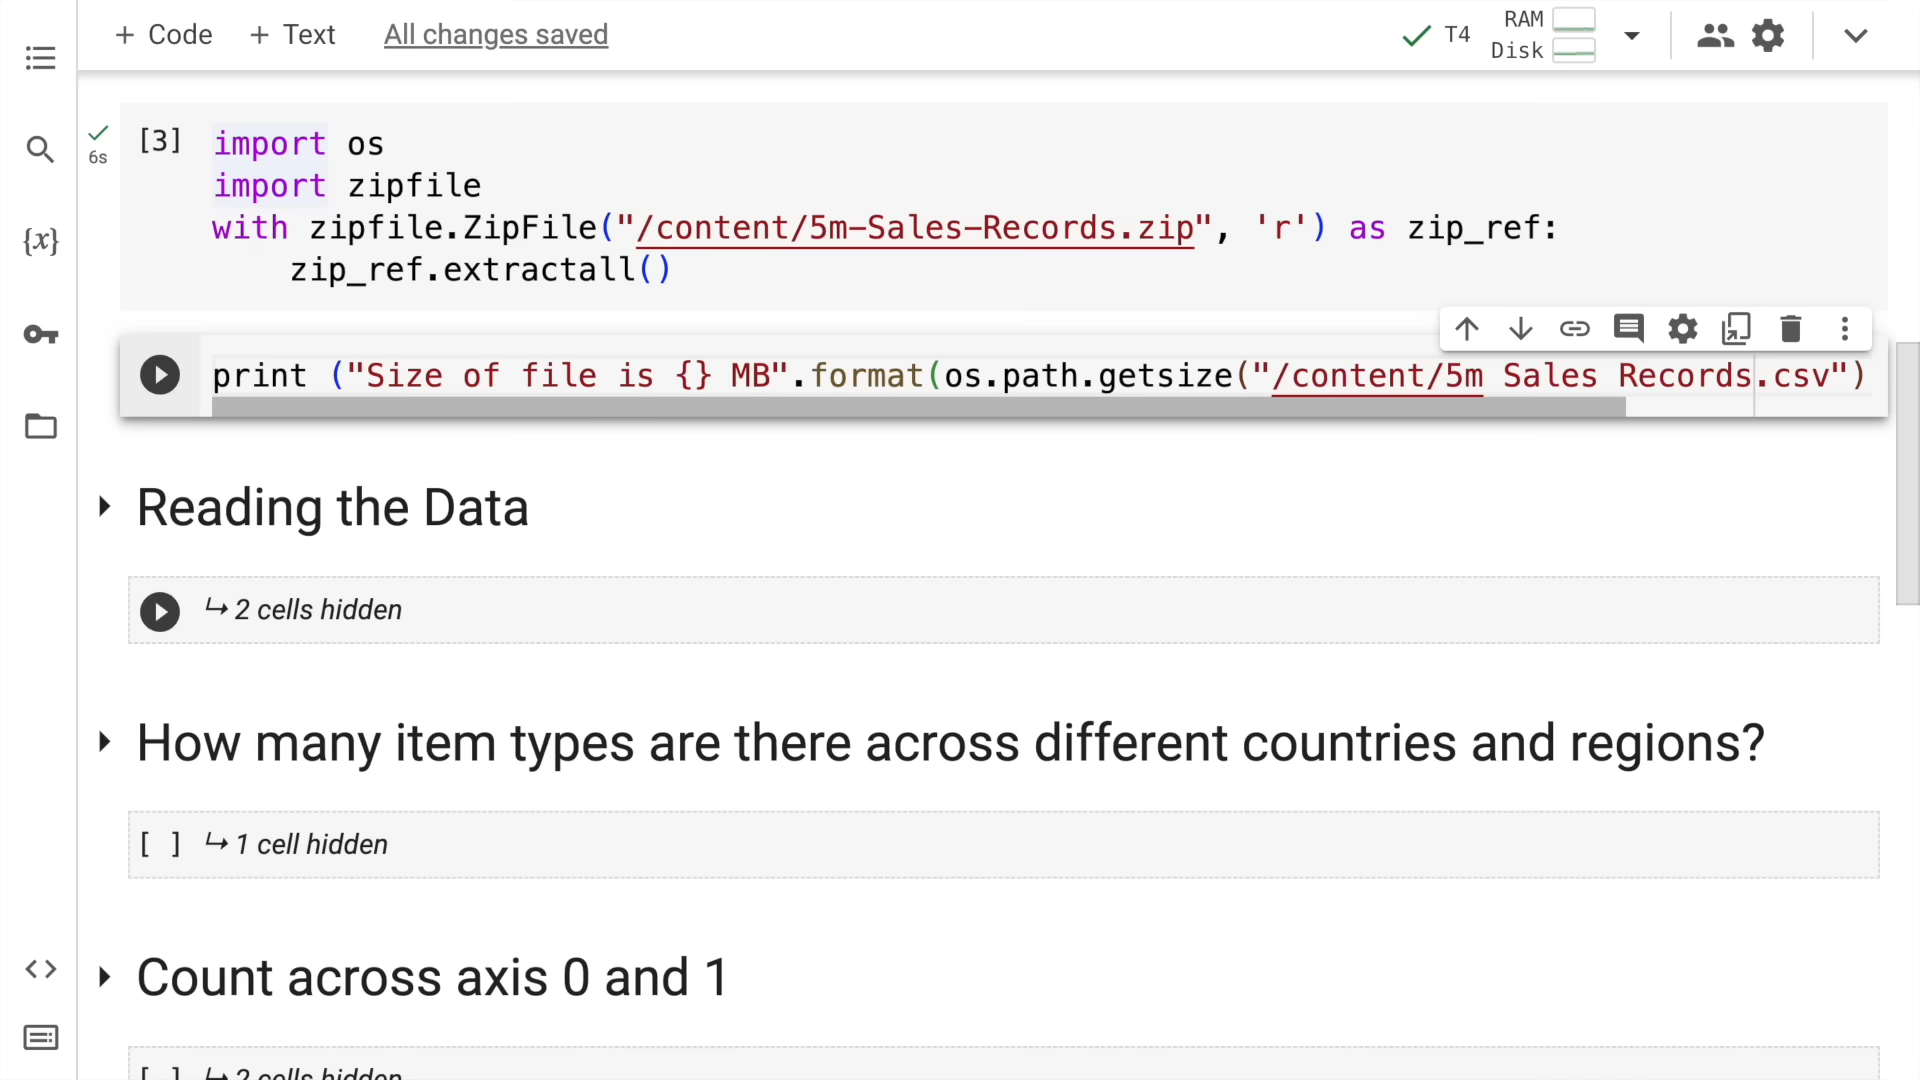 + Code + Text All changes saved T4 RAM
Disk
[3] import os
6s import zipfile
with zipfile.ZipFile("/content/5m-Sales-Records.zip", 'r') as zip_ref:
zip_ref.extractall()
{x}
print ("Size of file is {} MB".format(os.path.getsize("/content/5m Sales Records.csv")
Reading the Data
2 cells hidden
How many item types are there across different countries and regions?
[ ] 1 cell hidden
Count across axis 0 and 1
[ ] 2 cells hidden